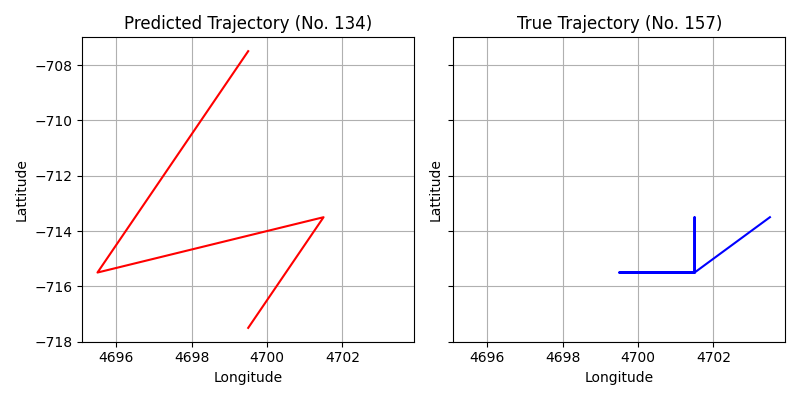 Predicted Trajectory (No. 134)
True Trajectory (No. 157)
Lattitude
−708
−710
−712
−714
−716
−718
4696
4698
4700
4702
Longitude
Lattitude
4696
4698
4700
4702
Longitude